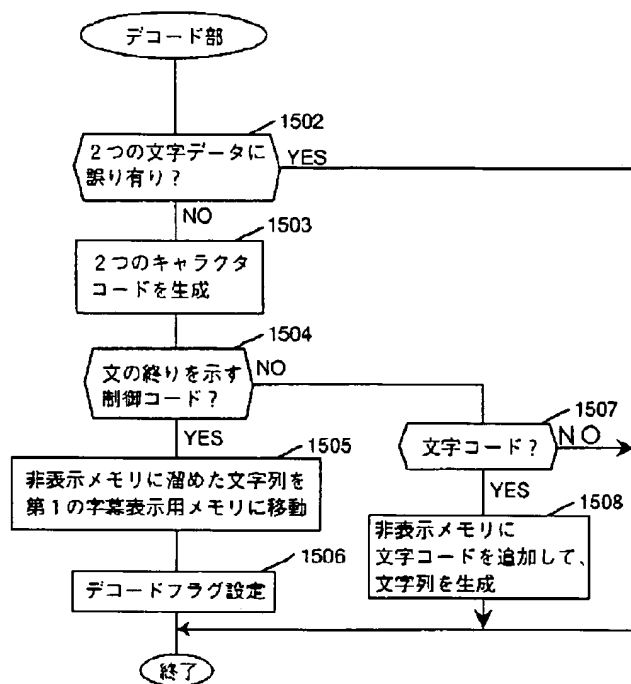 デコード部
1502
２つの文字データに
誤り有り？
YES
NO
1503
２つのキャラクタ
コードを生成
1504
文の終りを示す
制御コード？
NO
YES
1507
文字コード？
NO
YES
1505
非表示メモリに溜めた文字列を
第１の字幕表示用メモリに移動
1508
非表示メモリに
文字コードを追加して、
文字列を生成
1506
デコードフラグ設定
終了